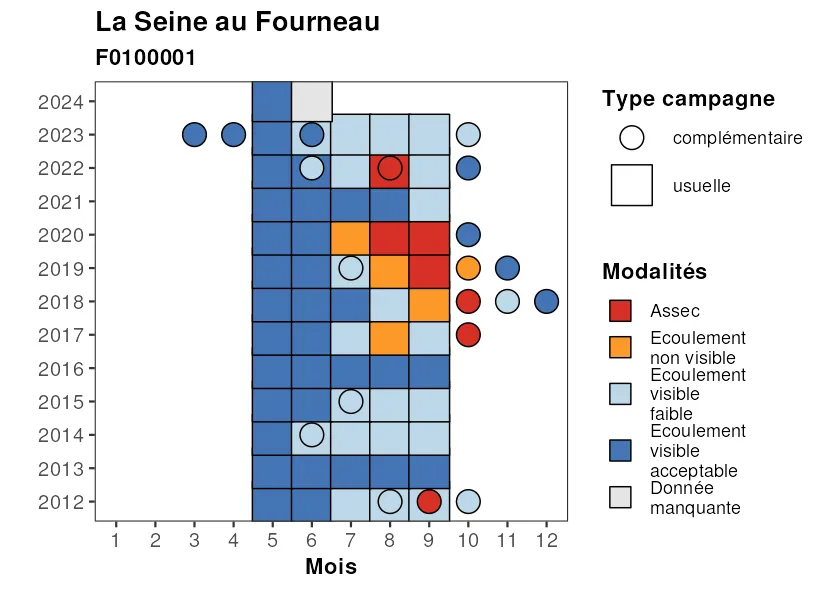 La Seine au Fourneau
F0100001
2024
2023
2022
2021
2020
2019
2018
2017
2016
2015
2014
2013
2012
1 2 3 4 5 6 7 8 9 10 11 12
Mois
Type campagne
complémentaire
usuelle
Modalités
Assec
Ecoulement
non visible
Ecoulement
visible
faible
Ecoulement
visible
acceptable
Donnée
manquante